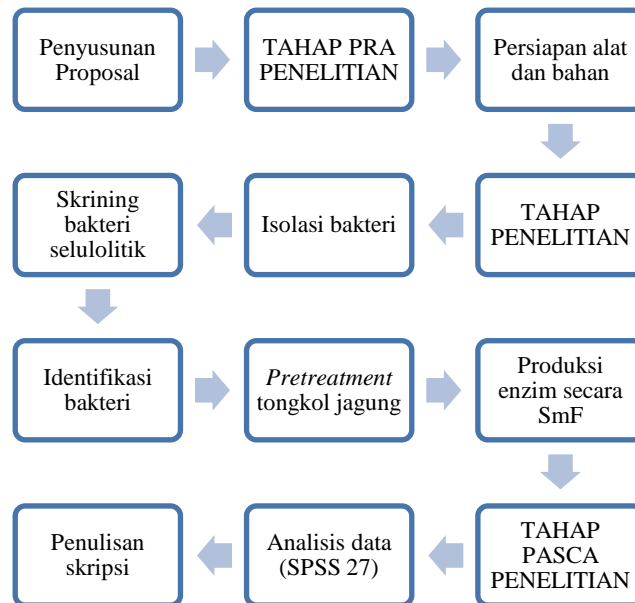 Penyusunan
Proposal
TAHAP PRA
PENELITIAN
Persiapan alat
dan bahan
TAHAP
PENELITIAN
Isolasi bakteri
Skrining
bakteri
selulolitik
Identifikasi
bakteri
Pretreatment
tongkol jagung
Produksi
enzim secara
SmF
TAHAP
PASCA
PENELITIAN
Analisis data
(SPSS 27)
Penulisan
skripsi